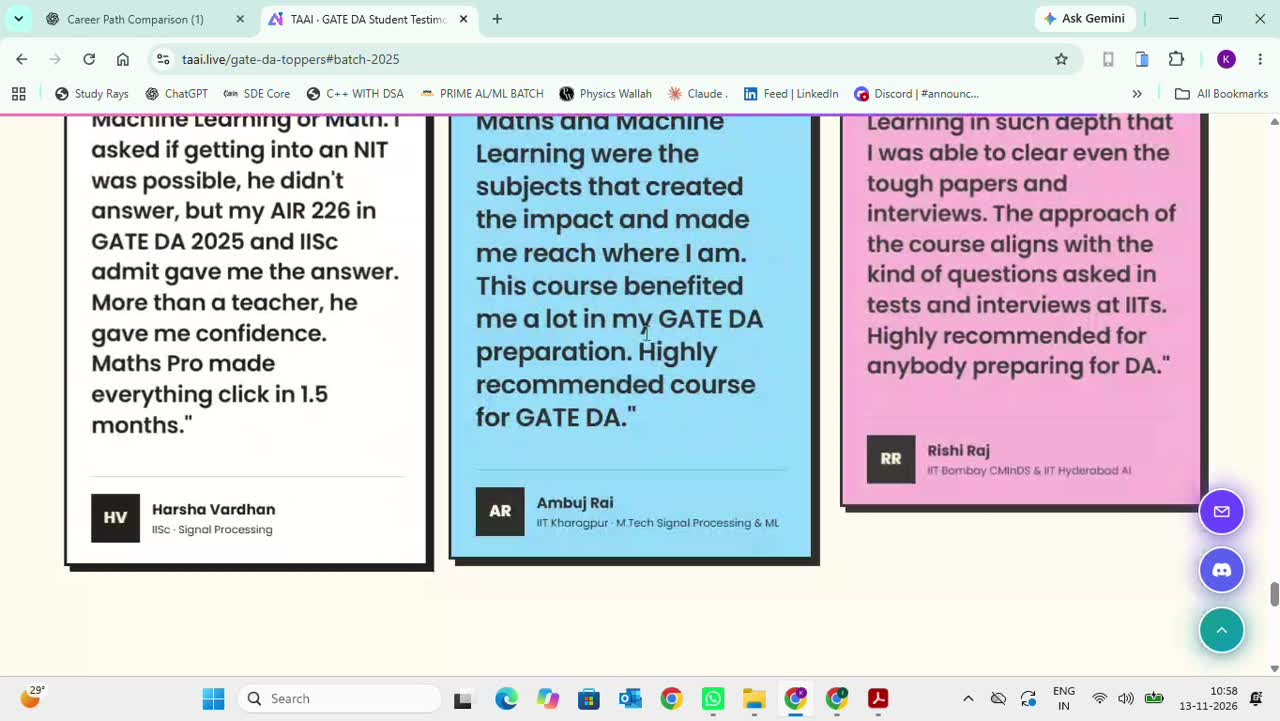 Career Path Comparison (1)
TAAI · GATE DA Student Testimo
Ask Gemini
taai.live/gate-da-toppers#batch-2025
K
Study Rays
ChatGPT
SDE Core
C++ WITH DSA
PRIME AI/ML BATCH
Physics Wallah
Claude .
Feed | LinkedIn
Discord | #announc...
All Bookmarks
Machine Learning or Math. I
asked if getting into an NIT
was possible, he didn't
answer, but my AIR 226 in
GATE DA 2025 and IISc
admit gave me the answer.
More than a teacher, he
gave me confidence.
Maths Pro made
everything click in 1.5
months."
HV
Harsha Vardhan
IISc · Signal Processing
Maths and Machine
Learning were the
subjects that created
the impact and made
me reach where I am.
This course benefited
me a lot in my GATE DA
preparation. Highly
recommended course
for GATE DA."
AR
Ambuj Rai
IIT Kharagpur · M.Tech Signal Processing & ML
Learning in such depth that
I was able to clear even the
tough papers and
interviews. The approach of
the course aligns with the
kind of questions asked in
tests and interviews at IITs.
Highly recommended for
anybody preparing for DA."
RR
Rishi Raj
IIT Bombay CMInDS & IIT Hyderabad AI
29°
Search
ENG
IN
10:58
13-11-2026